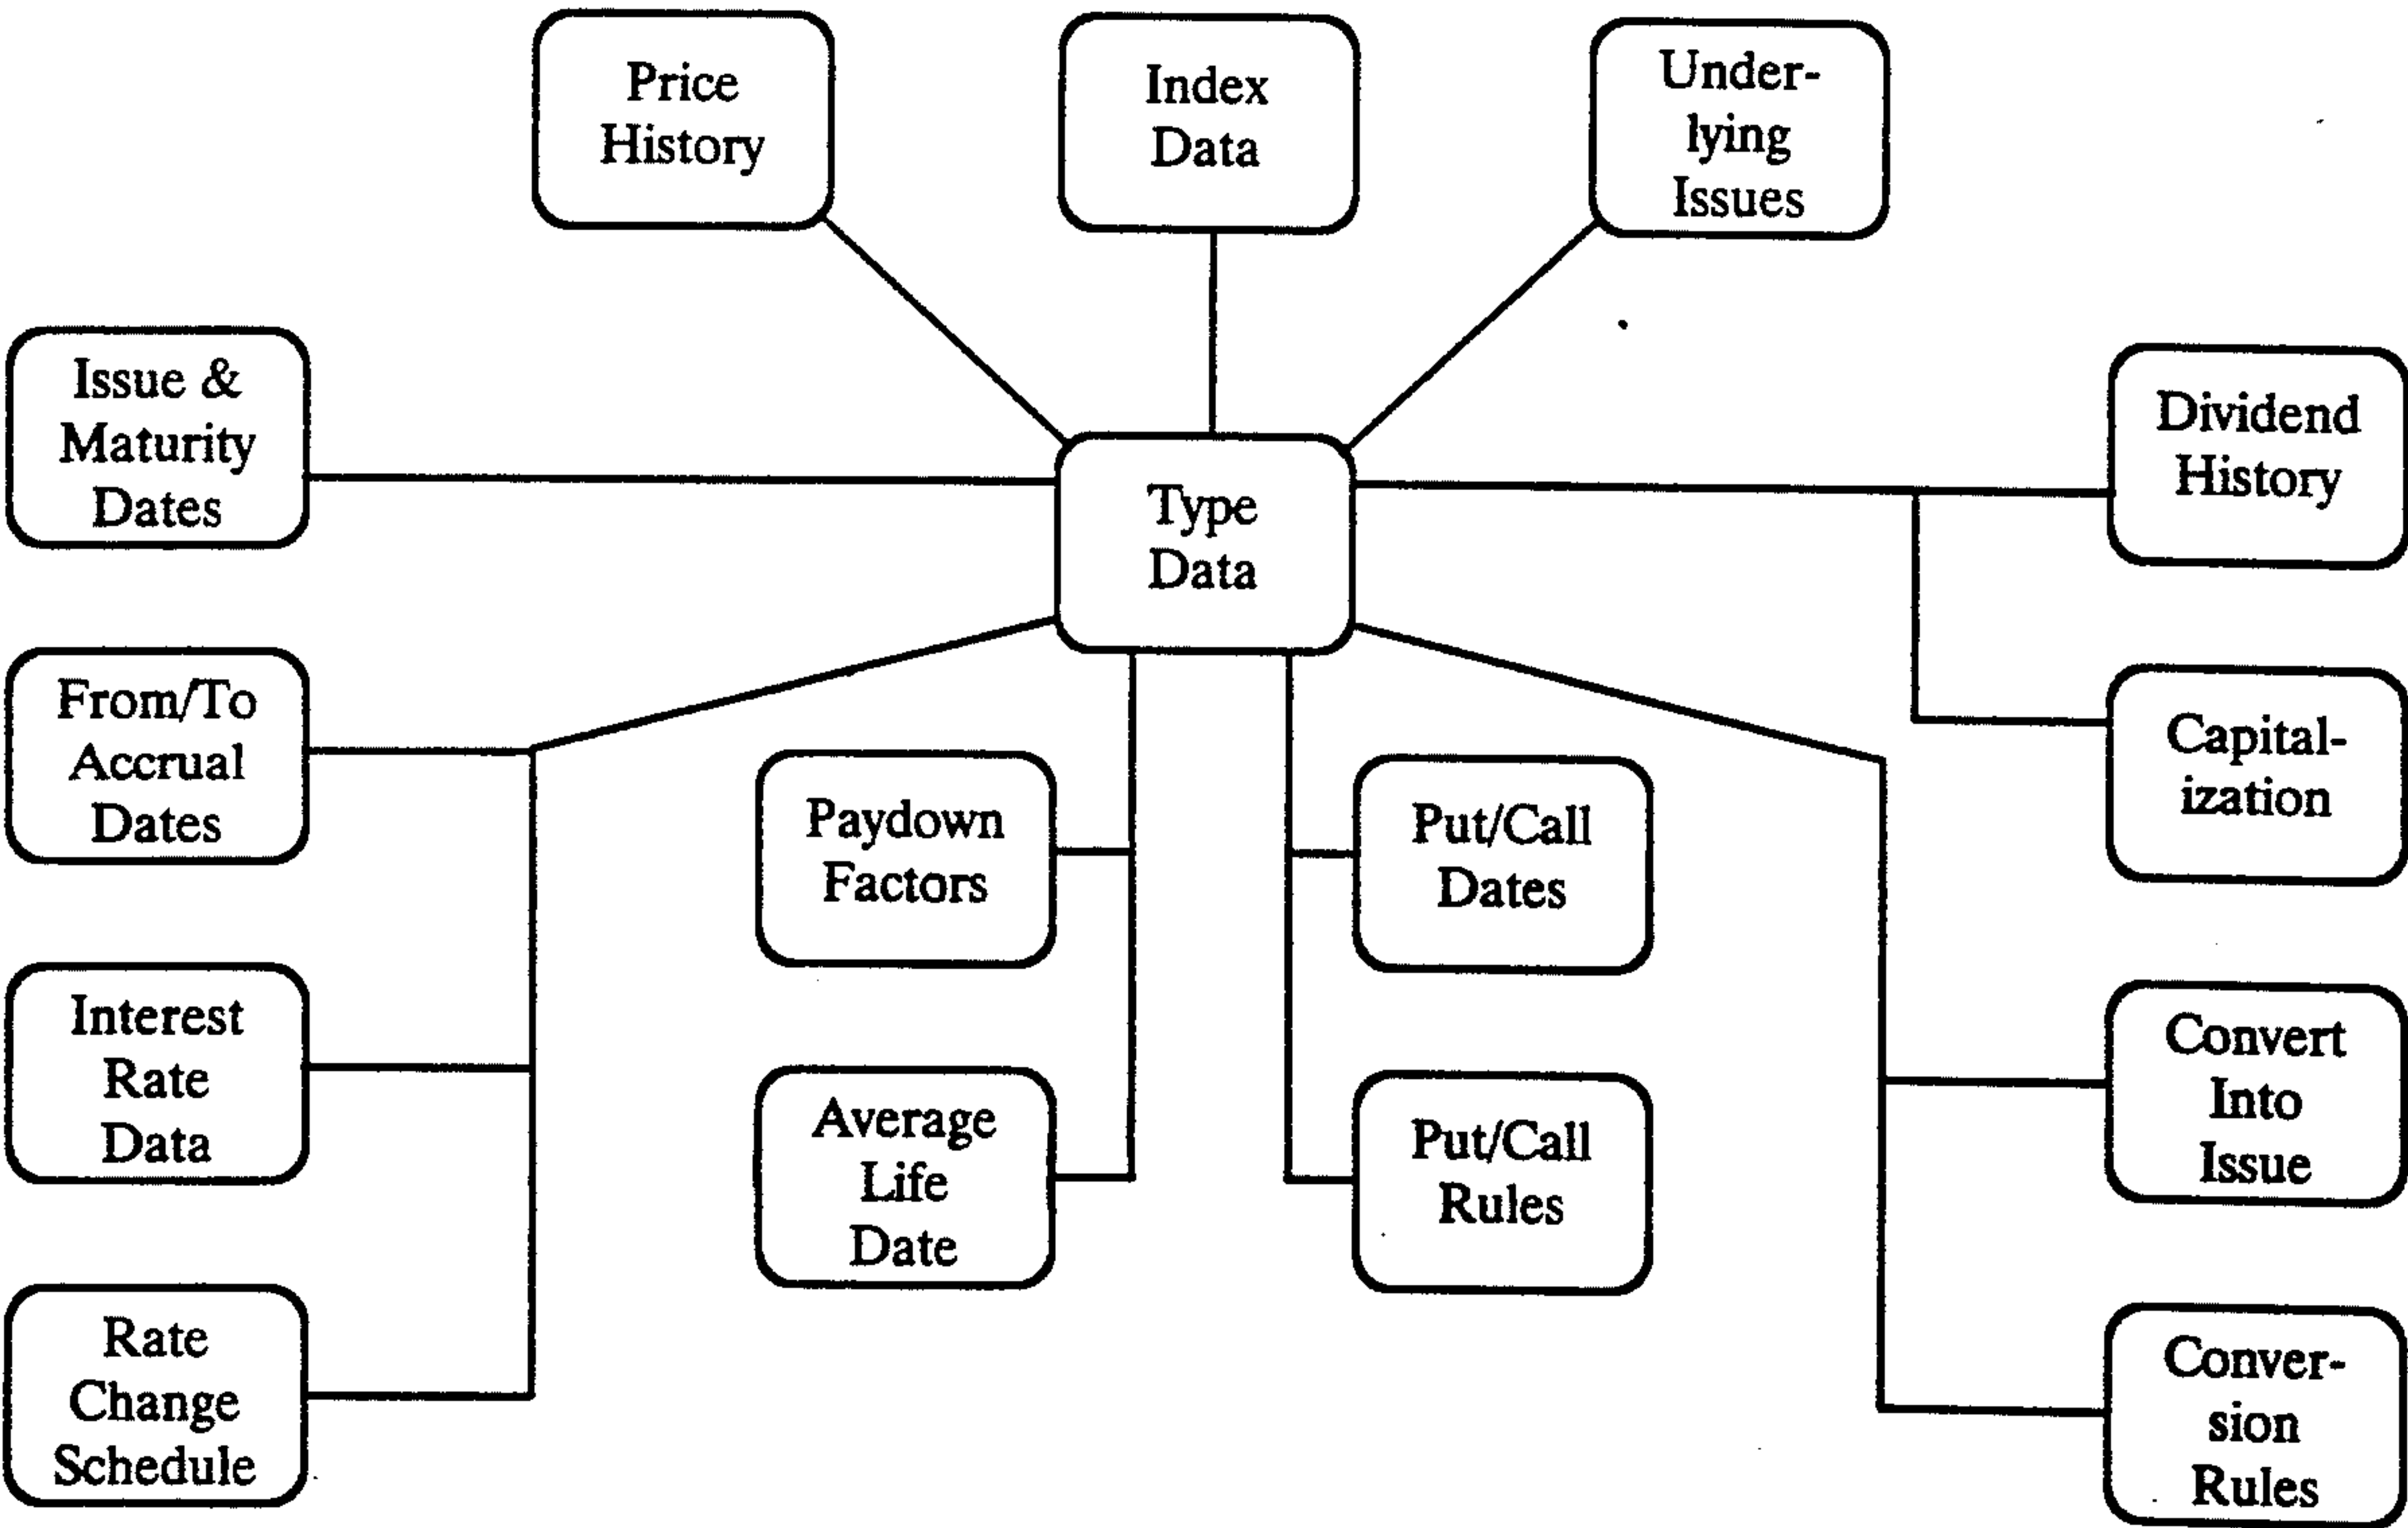 Price
History
Index
Data
Under-
lying
Issues
Issue &
Maturity
Dates
Type
Data
Dividend
History
From/To
Accrual
Dates
Paydown
Factors
Put/Call
Dates
Capital-
ization
Interest
Rate
Data
Average
Life
Date
Put/Call
Rules
Convert
Into
Issue
Rate
Change
Schedule
Conver-
sion
Rules